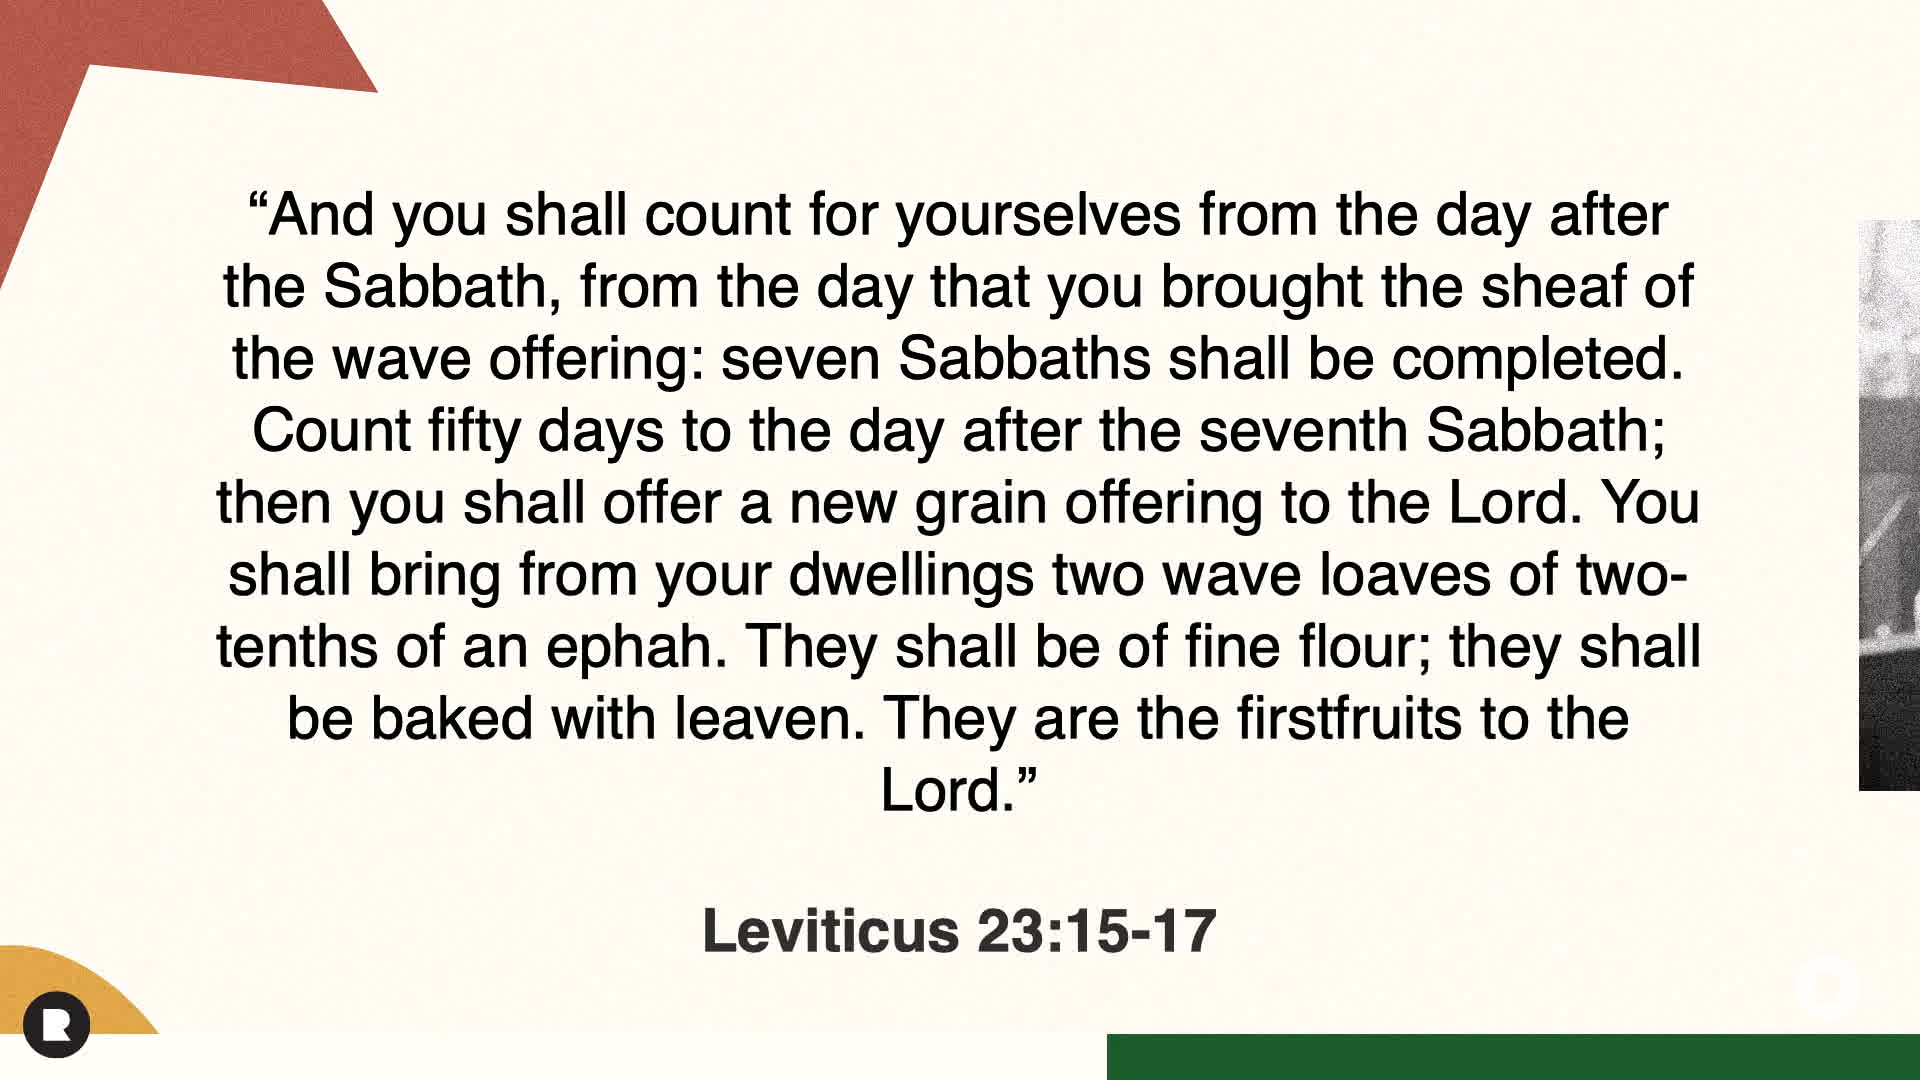 “And you shall count for yourselves from the day after
the Sabbath, from the day that you brought the sheaf of
the wave offering: seven Sabbaths shall be completed.
Count fifty days to the day after the seventh Sabbath;
then you shall offer a new grain offering to the Lord. You
shall bring from your dwellings two wave loaves of two-
tenths of an ephah. They shall be of fine flour; they shall
be baked with leaven. They are the firstfruits to the
Lord.”
Leviticus 23:15-17
R